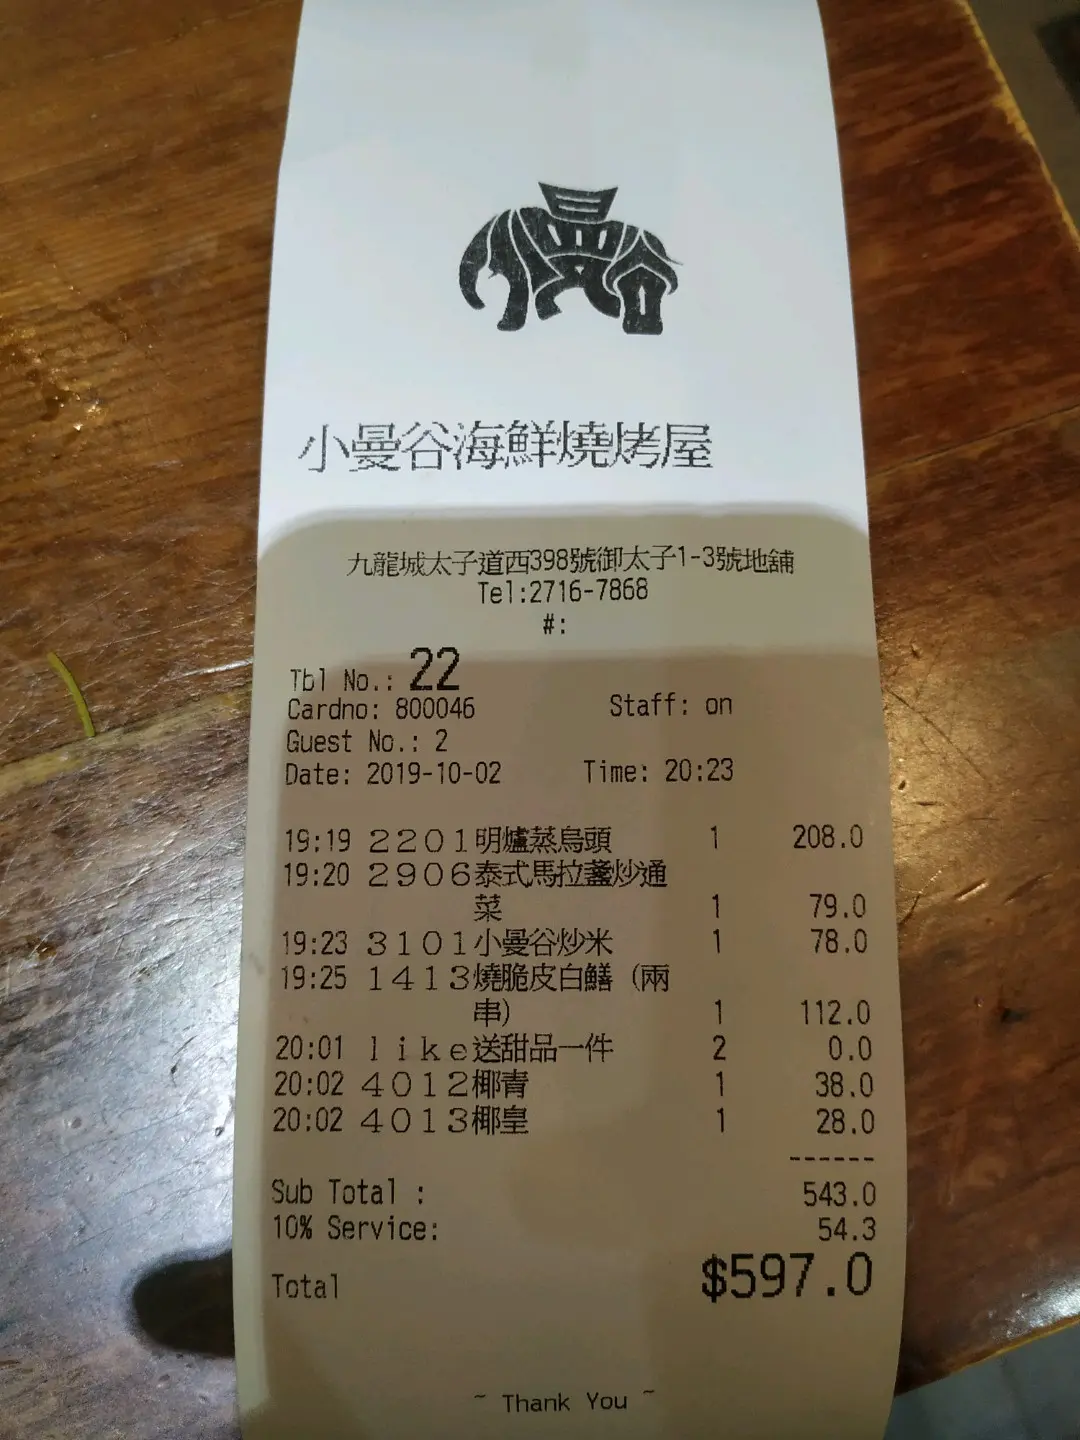 小曼谷
小曼谷海鮮燒烤屋
九龍城太子道西398號御太子1-3號地舖
Tel:2716-7868
#:
Tbl No.: 22
Cardno: 800046 Staff: on
Guest No.: 2
Date: 2019-10-02 Time: 20:23
19:19 2201明爐蒸烏頭 1 208.0
19:20 2906泰式馬拉盞炒通
菜 1 79.0
19:23 3101小曼谷炒米 1 78.0
19:25 1413燒脆皮白鱔（兩
串） 1 112.0
20:01 like送甜品一件 2 0.0
20:02 4012椰青 1 38.0
20:02 4013椰皇 1 28.0
------
Sub Total : 543.0
10% Service: 54.3
Total $597.0
~ Thank You ~